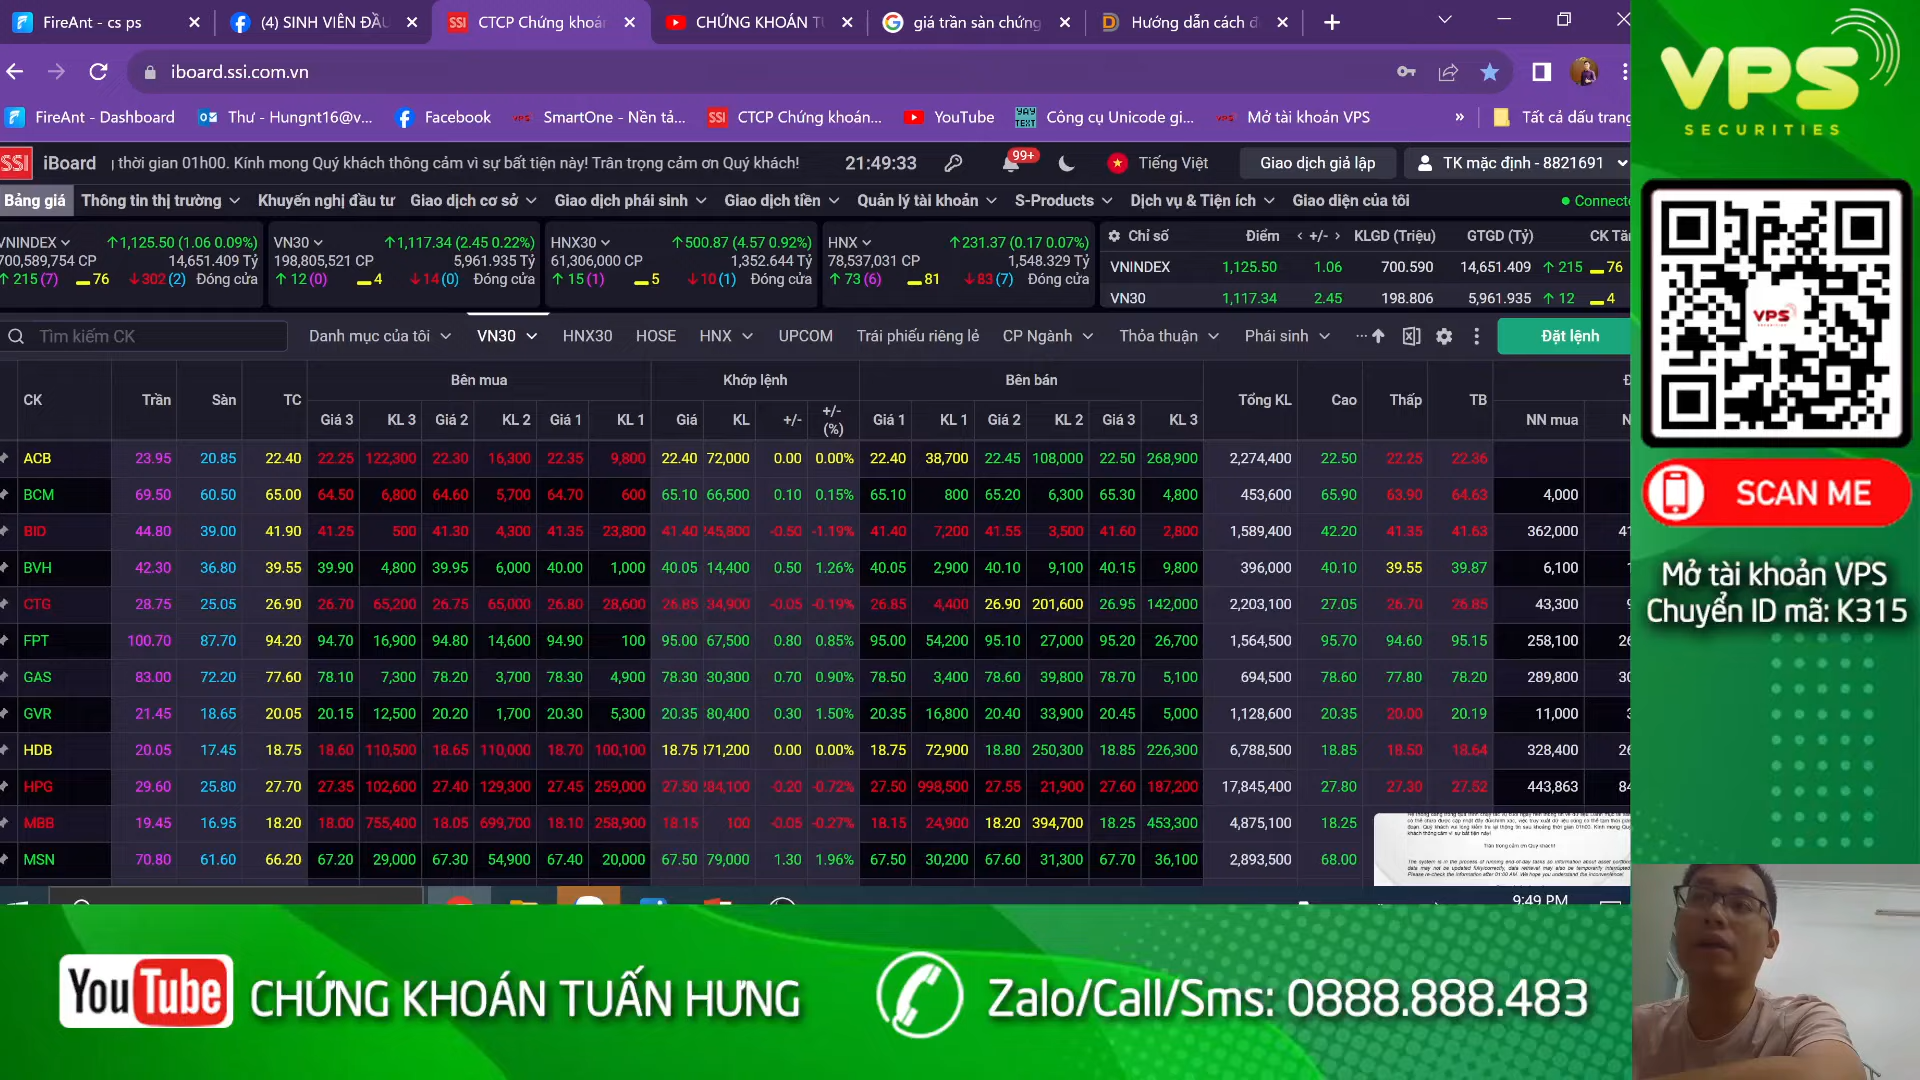 FireAnt - cs ps
(4) SINH VIÊN ĐẦU
CTCP Chứng khoán
CHỨNG KHOÁN TU
giá trần sàn chứng
Hướng dẫn cách đ
iboard.ssi.com.vn
FireAnt - Dashboard
Thư - Hungnt16@v...
Facebook
SmartOne - Nền tả...
CTCP Chứng khoán...
YouTube
Công cụ Unicode gi...
Mở tài khoản VPS
»
Tất cả dấu trang
SSI iBoard
thời gian 01h00. Kính mong Quý khách thông cảm vì sự bất tiện này! Trân trọng cảm ơn Quý khách!
21:49:33
99+
Tiếng Việt
Giao dịch giả lập
TK mặc định - 8821691
Bảng giá
Thông tin thị trường
Khuyến nghị đầu tư
Giao dịch cơ sở
Giao dịch phái sinh
Giao dịch tiền
Quản lý tài khoản
S-Products
Dịch vụ & Tiện ích
Giao diện của tôi
Connecte
VNINDEX ↑1,125.50 (1.06 0.09%)
700,589,754 CP 14,651.409 Tỷ
↑215(7) 76 ↓302(2) Đóng cửa
VN30 ↑1,117.34 (2.45 0.22%)
198,805,521 CP 5,961.935 Tỷ
↑12(0) 4 ↓14(0) Đóng cửa
HNX30 ↑500.87 (4.57 0.92%)
61,306,000 CP 1,352.644 Tỷ
↑15(1) 5 ↓10(1) Đóng cửa
HNX ↑231.37 (0.17 0.07%)
78,537,031 CP 1,548.329 Tỷ
↑73(6) 81 ↓83(7) Đóng cửa
Chỉ số Điểm ‹ +/- › KLGD (Triệu) GTGD (Tỷ) CK Tăn
VNINDEX 1,125.50 1.06 700.590 14,651.409 ↑215 76
VN30 1,117.34 2.45 198.806 5,961.935 ↑12 4
Tìm kiếm CK
Danh mục của tôi
VN30
HNX30
HOSE
HNX
UPCOM
Trái phiếu riêng lẻ
CP Ngành
Thỏa thuận
Phái sinh
...
Đặt lệnh
CK Trần Sàn TC Bên mua Khớp lệnh Bên bán Tổng KL Cao Thấp TB
Giá 3 KL 3 Giá 2 KL 2 Giá 1 KL 1 Giá KL +/- +/- (%) Giá 1 KL 1 Giá 2 KL 2 Giá 3 KL 3 NN mua
ACB 23.95 20.85 22.40 22.25 122,300 22.30 16,300 22.35 9,800 22.40 72,000 0.00 0.00% 22.40 38,700 22.45 108,000 22.50 268,900 2,274,400 22.50 22.25 22.36
BCM 69.50 60.50 65.00 64.50 6,800 64.60 5,700 64.70 600 65.10 66,500 0.10 0.15% 65.10 800 65.20 6,300 65.30 4,800 453,600 65.90 63.90 64.63 4,000
BID 44.80 39.00 41.90 41.25 500 41.30 4,300 41.35 23,800 41.40 45,800 -0.50 -1.19% 41.40 7,200 41.55 3,500 41.60 2,800 1,589,400 42.20 41.35 41.63 362,000 41
BVH 42.30 36.80 39.55 39.90 4,800 39.95 6,000 40.00 1,000 40.05 14,400 0.50 1.26% 40.05 2,900 40.10 9,100 40.15 9,800 396,000 40.10 39.55 39.87 6,100
CTG 28.75 25.05 26.90 26.70 65,200 26.75 65,000 26.80 28,600 26.85 34,900 -0.05 -0.19% 26.85 4,400 26.90 201,600 26.95 142,000 2,203,100 27.05 26.70 26.85 43,300
FPT 100.70 87.70 94.20 94.70 16,900 94.80 14,600 94.90 100 95.00 67,500 0.80 0.85% 95.00 54,200 95.10 27,000 95.20 26,700 1,564,500 95.70 94.60 95.15 258,100 26
GAS 83.00 72.20 77.60 78.10 7,300 78.20 3,700 78.30 4,900 78.30 30,300 0.70 0.90% 78.50 3,400 78.60 39,800 78.70 5,100 694,500 78.60 77.80 78.20 289,800 30
GVR 21.45 18.65 20.05 20.15 12,500 20.20 1,700 20.30 5,300 20.35 80,400 0.30 1.50% 20.35 16,800 20.40 33,900 20.45 5,000 1,128,600 20.35 20.00 20.19 11,000
HDB 20.05 17.45 18.75 18.60 110,500 18.65 110,000 18.70 100,100 18.75 371,200 0.00 0.00% 18.75 72,900 18.80 250,300 18.85 226,300 6,788,500 18.85 18.50 18.64 328,400 26
HPG 29.60 25.80 27.70 27.35 102,600 27.40 129,300 27.45 259,000 27.50 84,100 -0.20 -0.72% 27.50 998,500 27.55 21,900 27.60 187,200 17,845,400 27.80 27.30 27.52 443,863 84
MBB 19.45 16.95 18.20 18.00 755,400 18.05 699,700 18.10 258,900 18.15 100 -0.05 -0.27% 18.15 24,900 18.20 394,700 18.25 453,300 4,875,100 18.25
MSN 70.80 61.60 66.20 67.20 29,000 67.30 54,900 67.40 20,000 67.50 79,000 1.30 1.96% 67.50 30,200 67.60 31,300 67.70 36,100 2,893,500 68.00
Trân trọng cảm ơn Quý khách!
9:49 PM
VPS
SECURITIES
VPS
SCAN ME
Mở tài khoản VPS
Chuyển ID mã: K315
YouTube CHỨNG KHOÁN TUẤN HƯNG
Zalo/Call/Sms: 0888.888.483